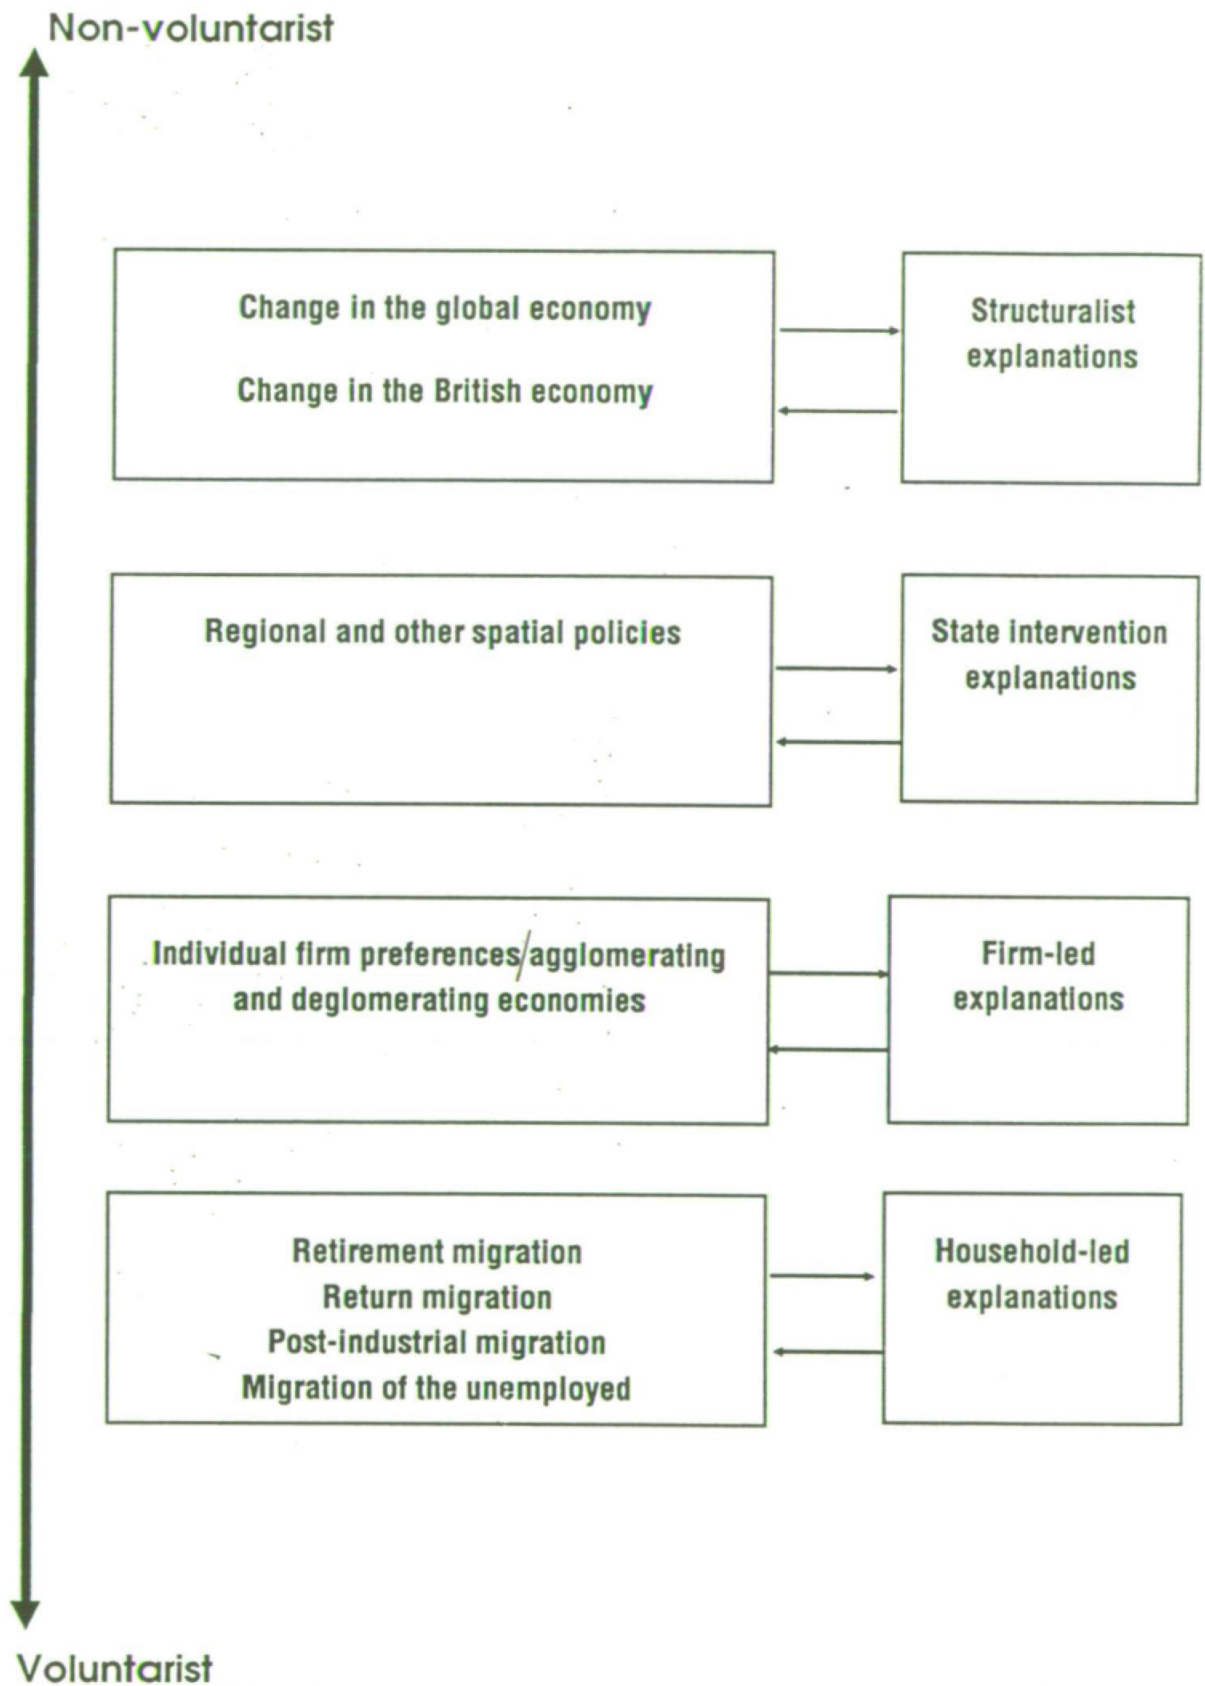 Non-voluntarist
Change in the global economy
Change in the British economy
Structuralist
explanations
Regional and other spatial policies
State intervention
explanations
Individual firm preferences/agglomerating
and deglomerating economies
Firm-led
explanations
Retirement migration
Return migration
Post-industrial migration
Migration of the unemployed
Household-led
explanations
Voluntarist